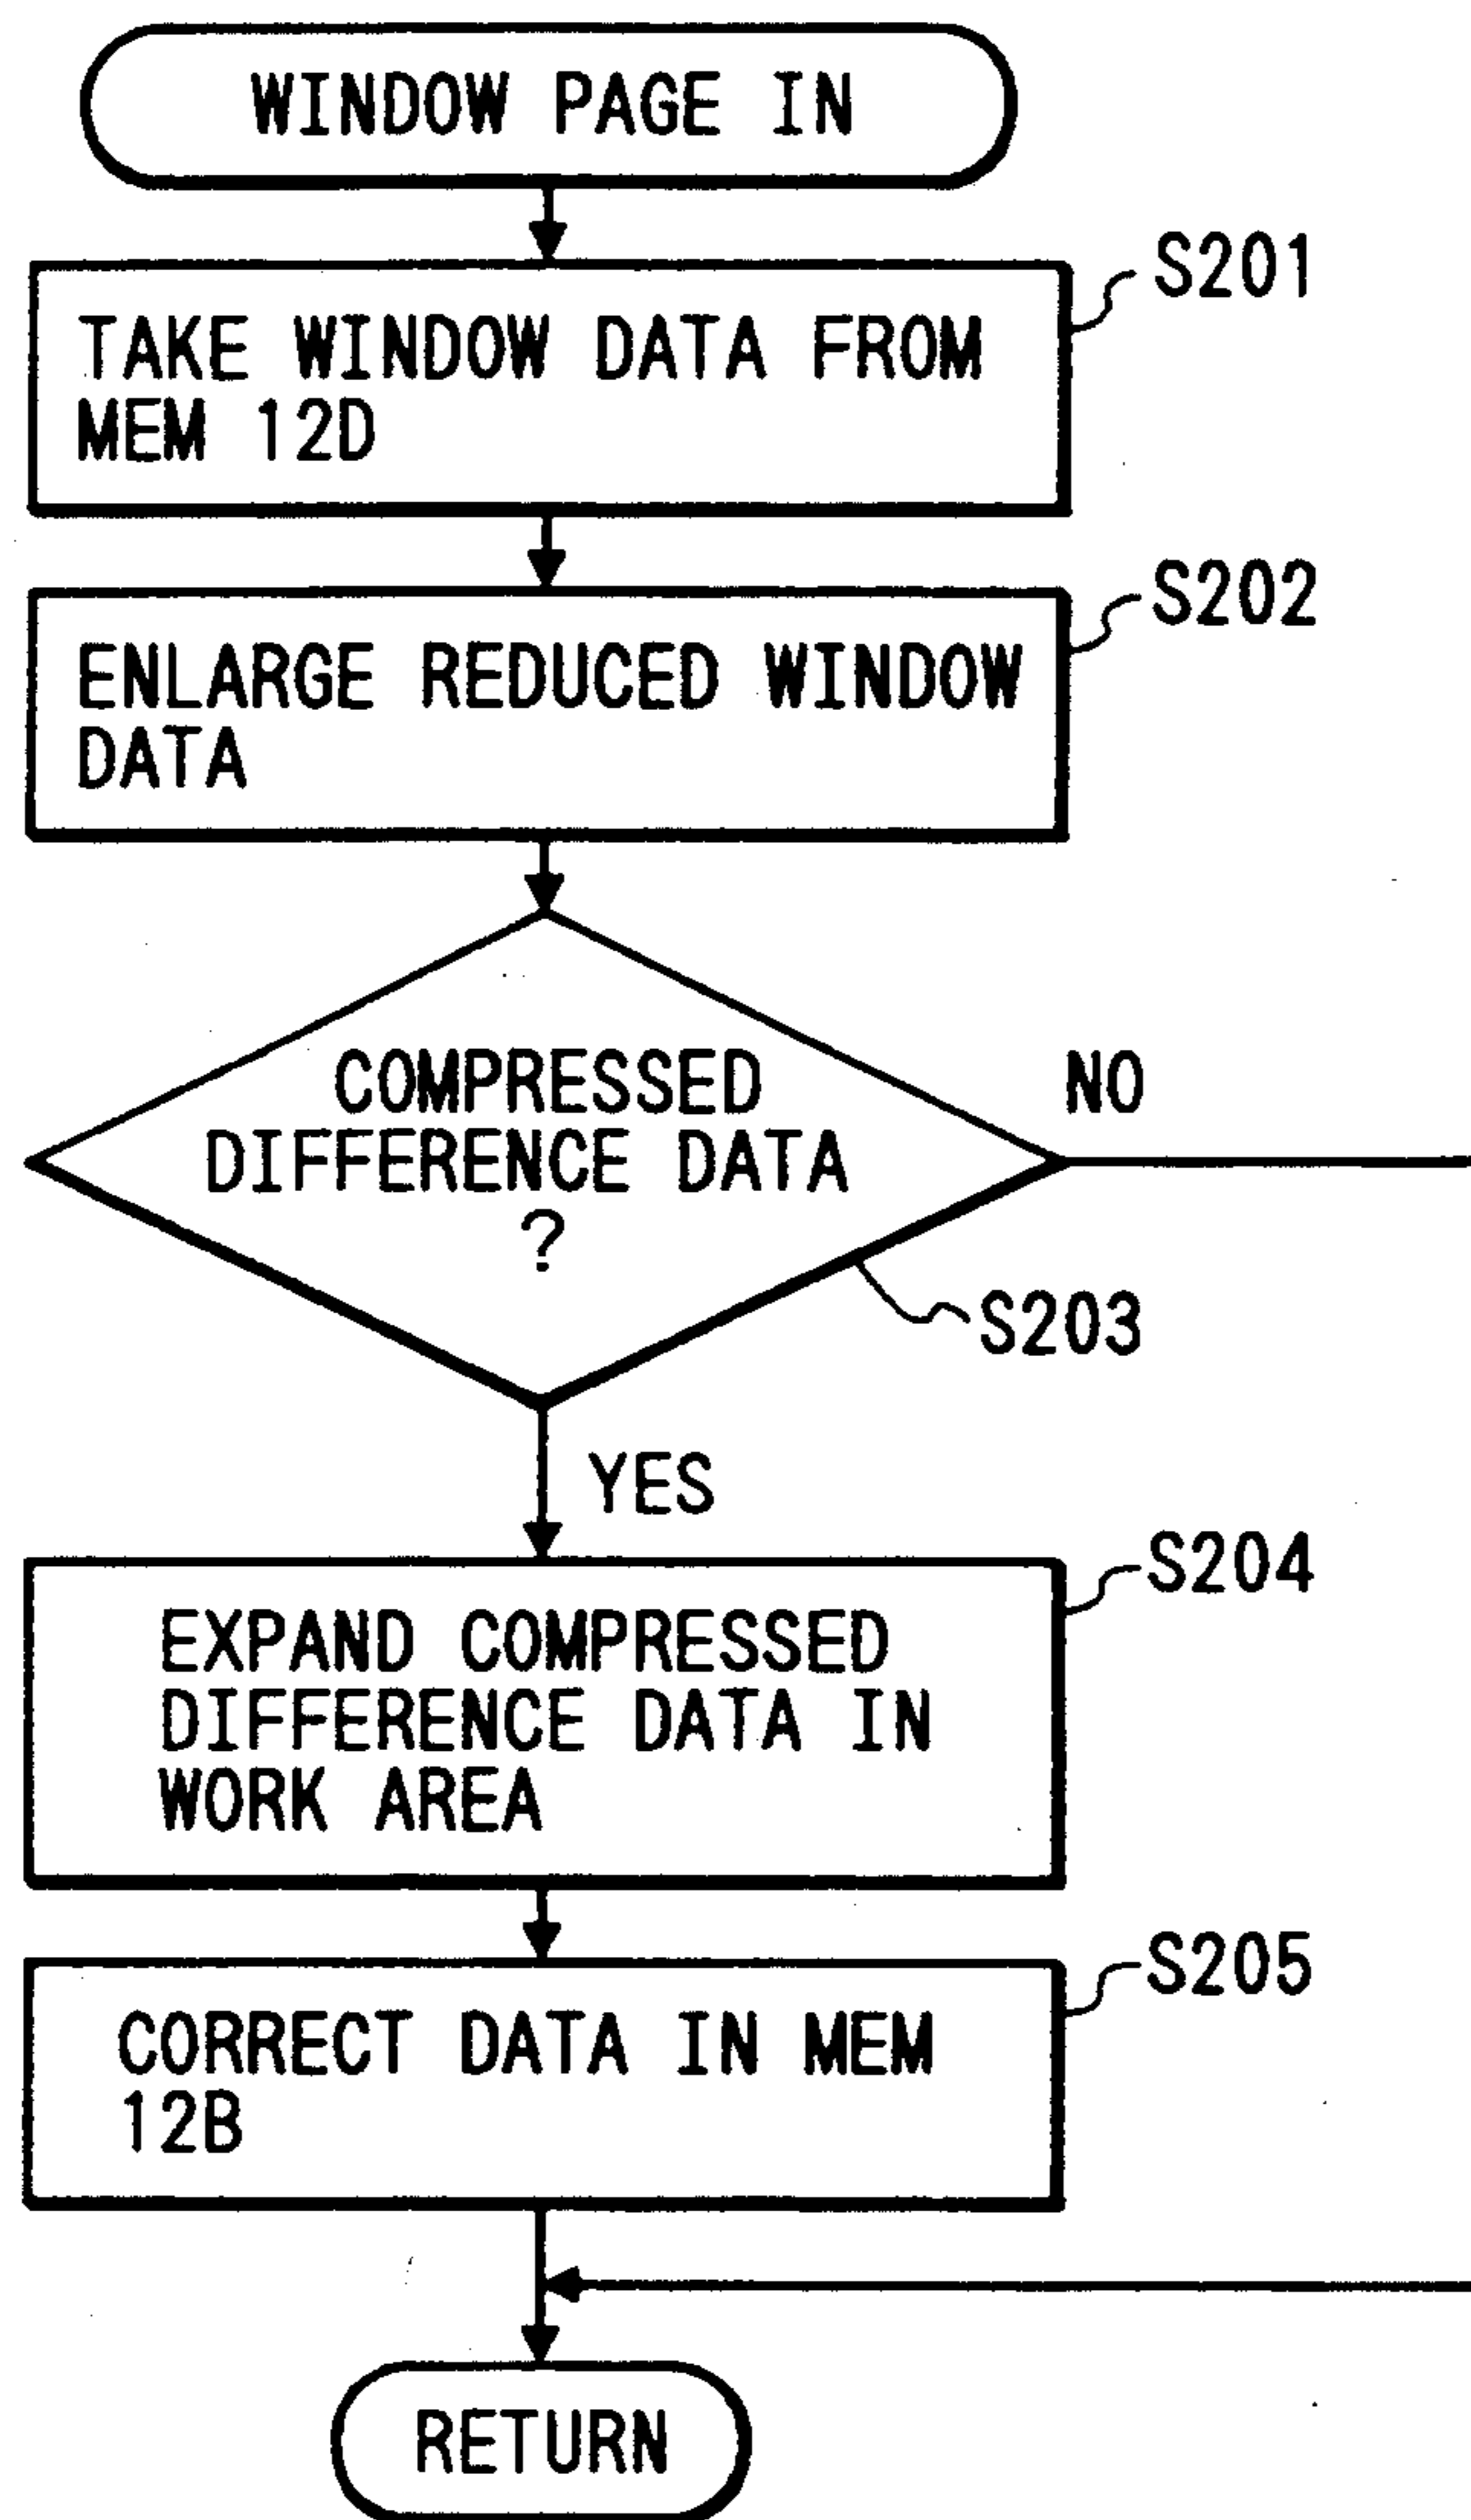 WINDOW PAGE IN
S201
TAKE WINDOW DATA FROM
MEM 12D
S202
ENLARGE REDUCED WINDOW
DATA
COMPRESSED
DIFFERENCE DATA
?
NO
S203
YES
S204
EXPAND COMPRESSED
DIFFERENCE DATA IN
WORK AREA
S205
CORRECT DATA IN MEM
12B
RETURN